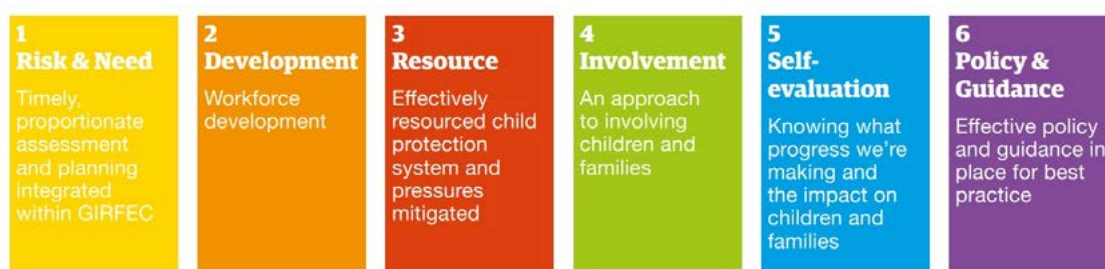 1
Risk & Need
Timely,
proportionate
assessment
and planning
integrated
within GIRFEC
2
Development
Workforce
development
3
Resource
Effectively
resourced child
protection
system and
pressures
mitigated
4
Involvement
An approach
to involving
children and
families
5
Self-
evaluation
Knowing what
progress we're
making and
the impact on
children and
families
6
Policy &
Guidance
Effective policy
and guidance in
place for best
practice